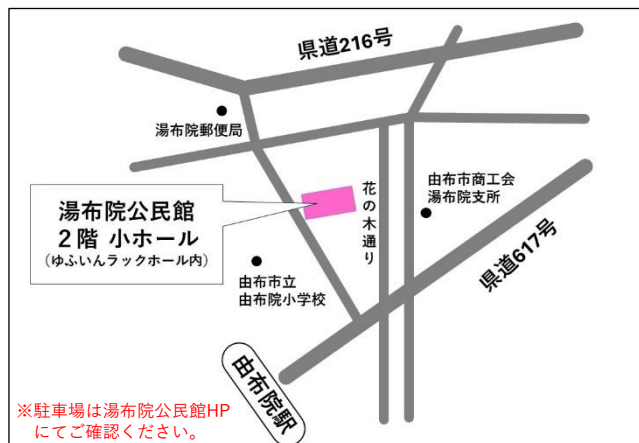 県道216号
湯布院郵便局
湯布院公民館
2階 小ホール
(ゆふいんラックホール内)
花の木通り
由布市商工会
湯布院支所
由布市立
由布院小学校
県道617号
由布院駅
※駐車場は湯布院公民館HP
にてご確認ください。